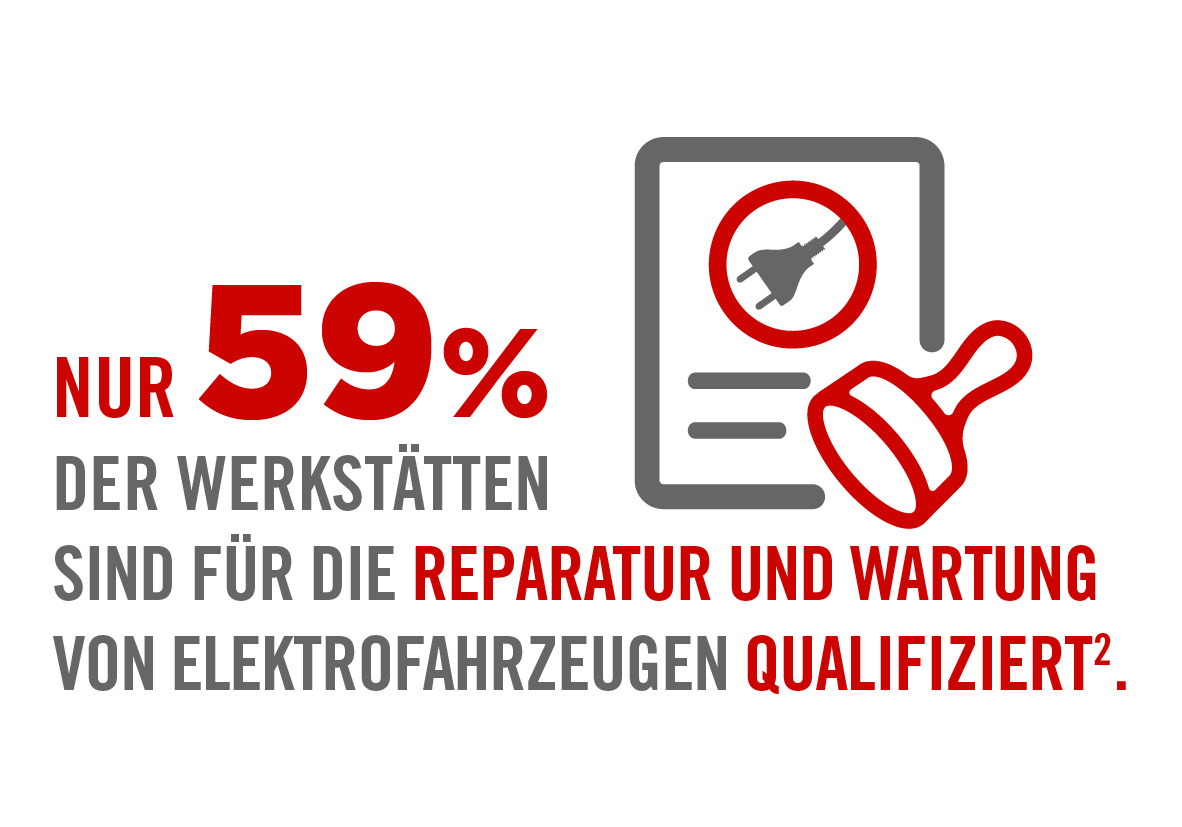 NUR 59%
DER WERKSTÄTTEN
SIND FÜR DIE REPARATUR UND WARTUNG
VON ELEKTROFAHRZEUGEN QUALIFIZIERT².